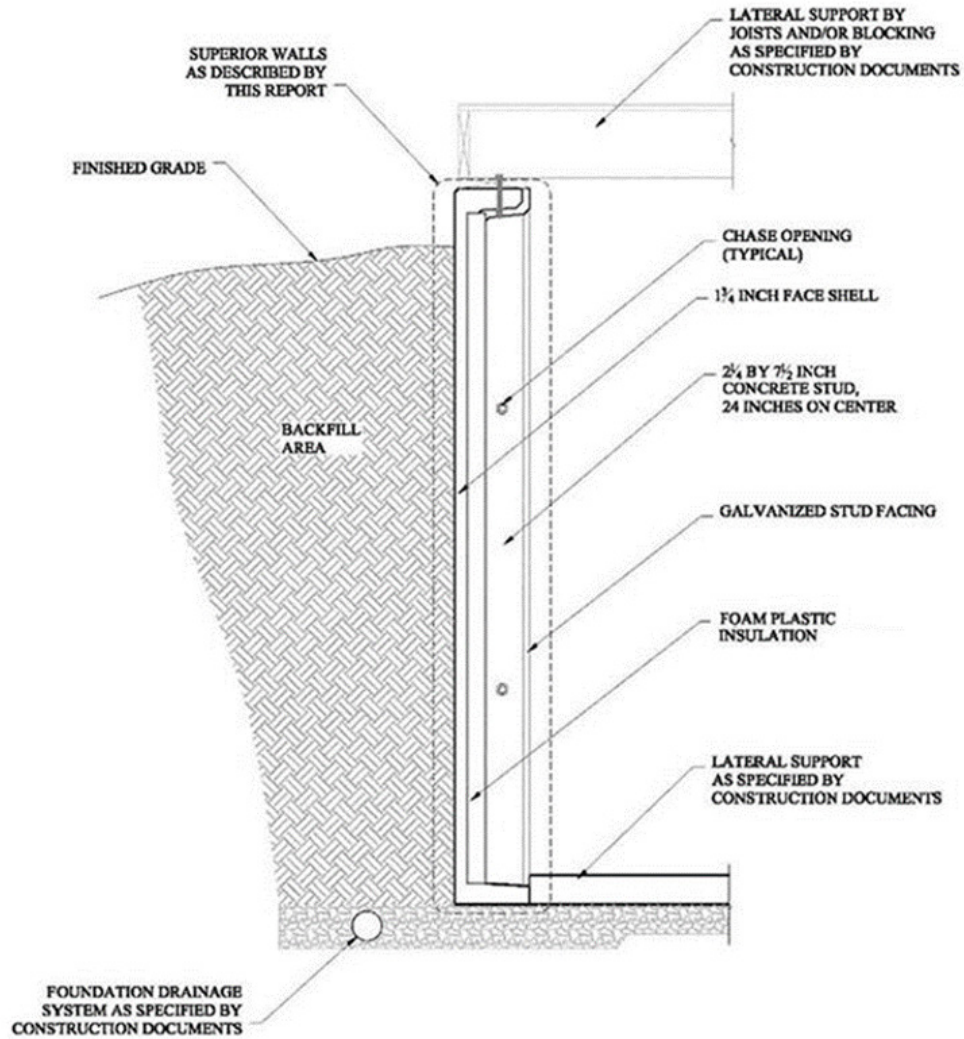 LATERAL SUPPORT BY
JOISTS AND/OR BLOCKING
AS SPECIFIED BY
CONSTRUCTION DOCUMENTS
SUPERIOR WALLS
AS DESCRIBED BY
THIS REPORT
FINISHED GRADE
CHASE OPENING
(TYPICAL)
1¾ INCH FACE SHELL
2¼ BY 7½ INCH
CONCRETE STUD,
24 INCHES ON CENTER
BACKFILL
AREA
GALVANIZED STUD FACING
FOAM PLASTIC
INSULATION
LATERAL SUPPORT
AS SPECIFIED BY
CONSTRUCTION DOCUMENTS
FOUNDATION DRAINAGE
SYSTEM AS SPECIFIED BY
CONSTRUCTION DOCUMENTS